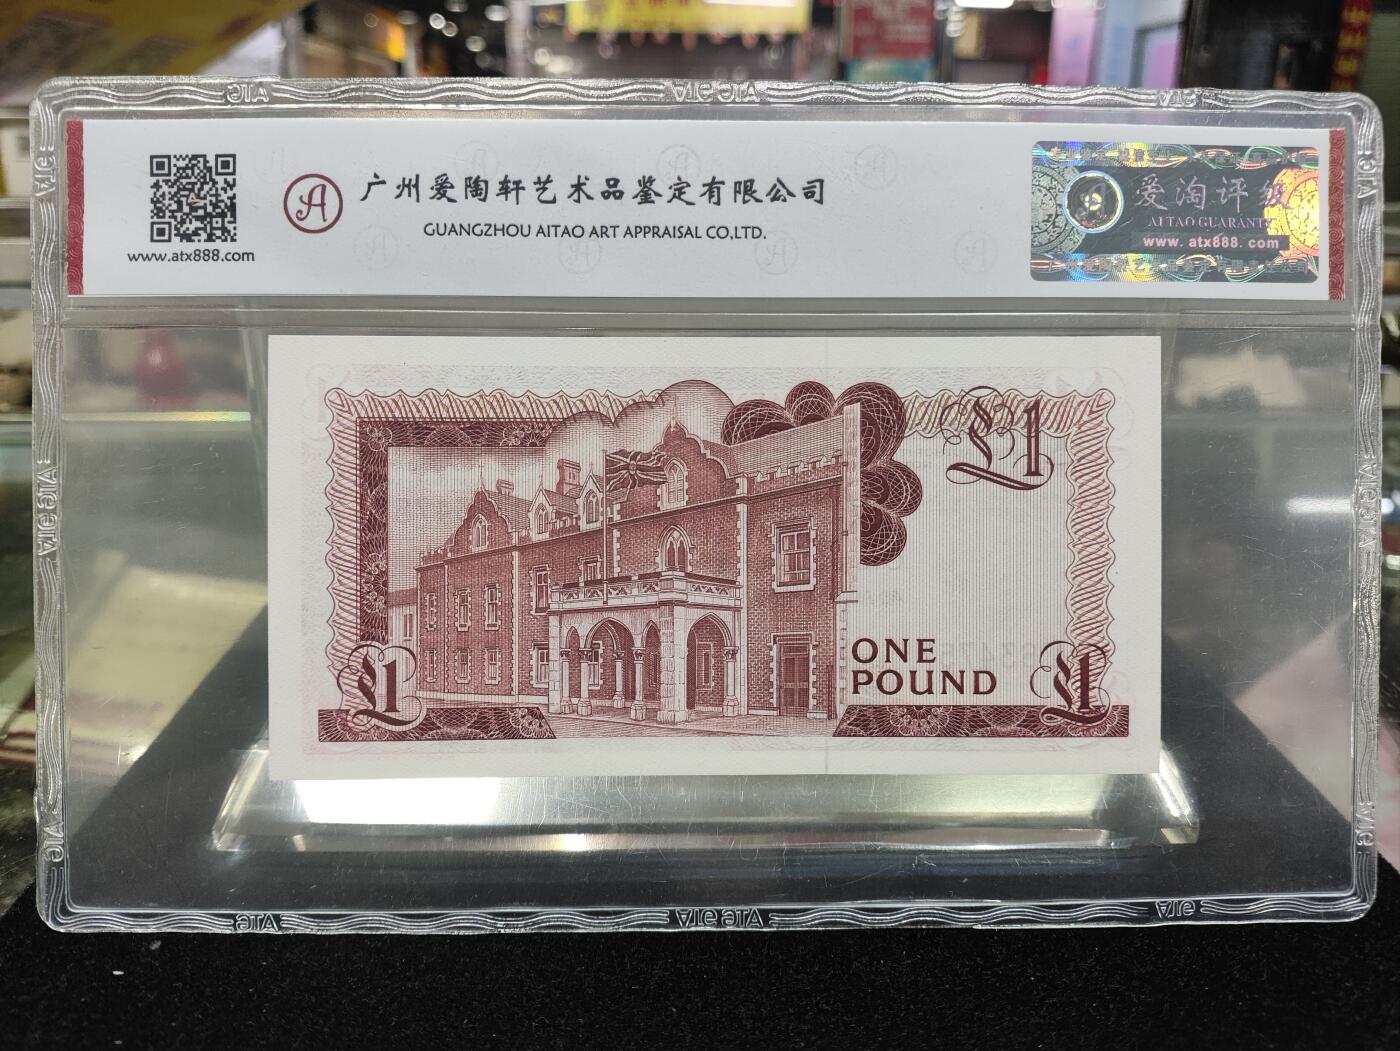 广州爱陶轩艺术品鉴定有限公司
GUANGZHOU AITAO ART APPRAISAL CO.,LTD.
www.atx888.com
爱淘评级
AITAO GUARANT
www. atx888. com
£1
ONE
POUND
£1
£1